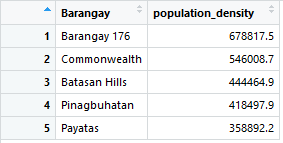 Barangay population_density
1 Barangay 176 678817.5
2 Commonwealth 546008.7
3 Batasan Hills 444464.9
4 Pinagbuhatan 418497.9
5 Payatas 358892.2